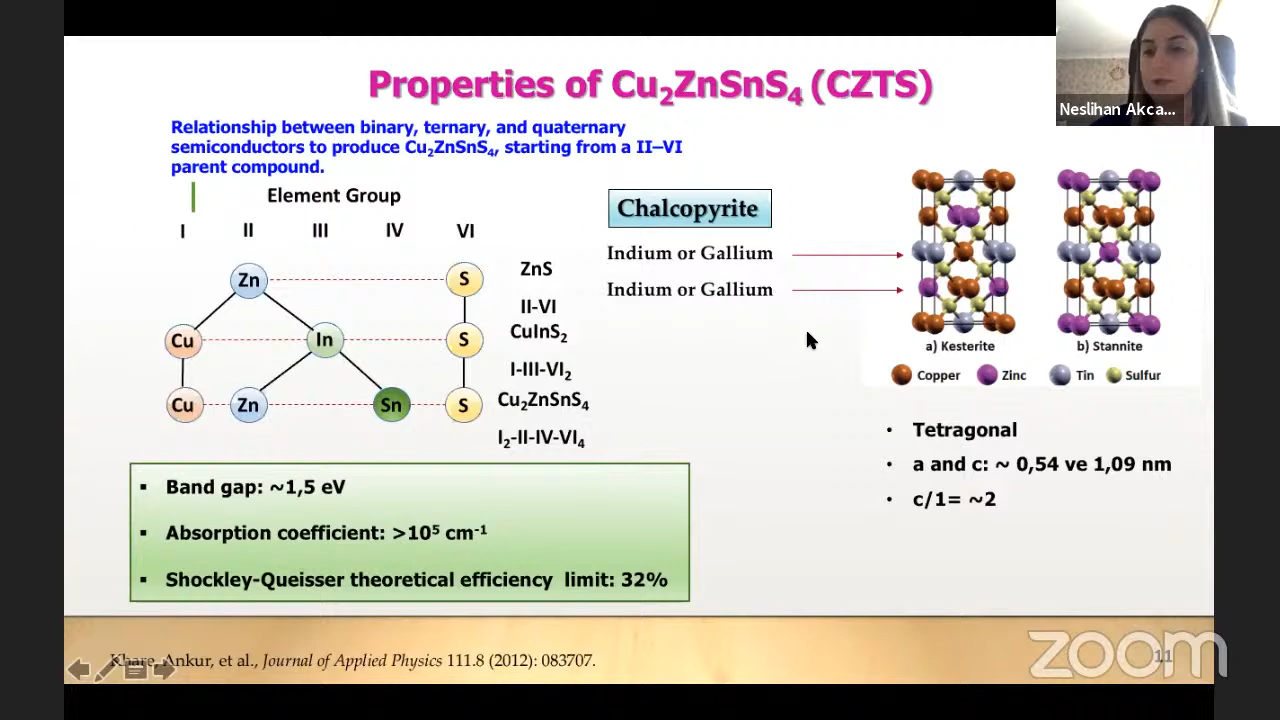 Properties of Cu₂ZnSnS₄ (CZTS)
Neslihan Akca...
Relationship between binary, ternary, and quaternary
semiconductors to produce Cu₂ZnSnS₄, starting from a II–VI
parent compound.
Element Group
I II III IV VI
Zn S ZnS
II-VI
Cu In S CuInS₂
I-III-VI₂
Cu Zn Sn S Cu₂ZnSnS₄
I₂-II-IV-VI₄
Chalcopyrite
Indium or Gallium
Indium or Gallium
a) Kesterite b) Stannite
Copper Zinc Tin Sulfur
• Tetragonal
• a and c: ~ 0,54 ve 1,09 nm
• c/1= ~2
▪ Band gap: ~1,5 eV
▪ Absorption coefficient: >10⁵ cm⁻¹
▪ Shockley-Queisser theoretical efficiency limit: 32%
Khare, Ankur, et al., Journal of Applied Physics 111.8 (2012): 083707.
11
zoom